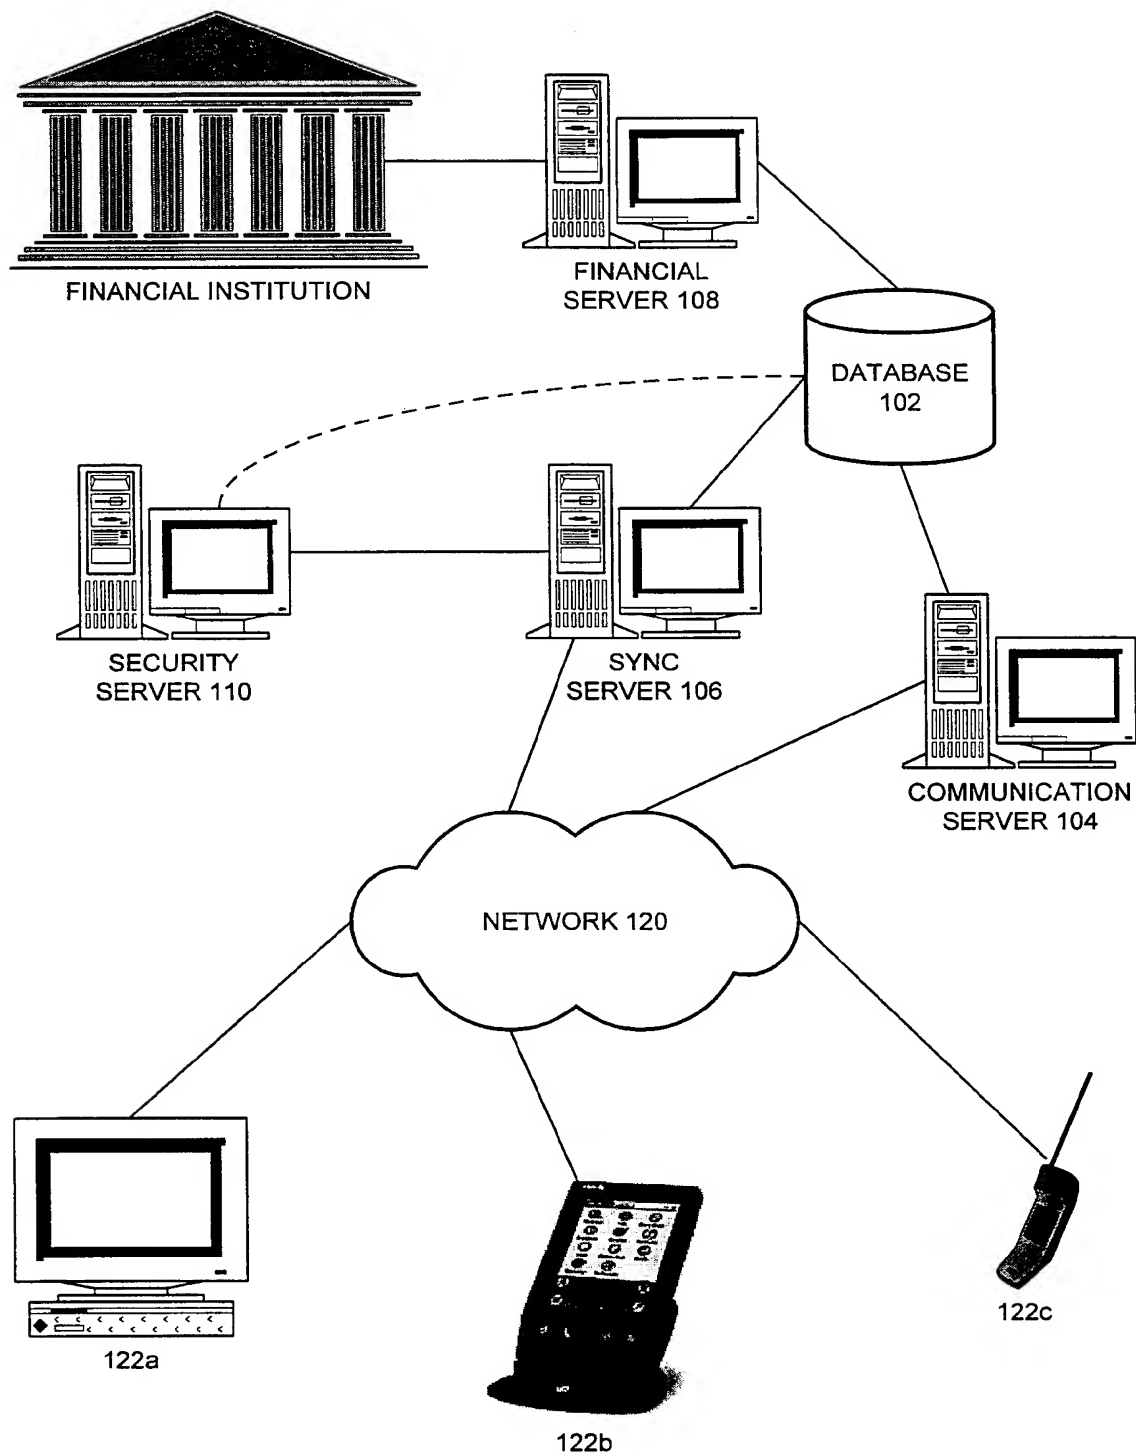 FINANCIAL INSTITUTION
FINANCIAL
SERVER 108
DATABASE
102
SECURITY
SERVER 110
SYNC
SERVER 106
COMMUNICATION
SERVER 104
NETWORK 120
122a
122b
122c